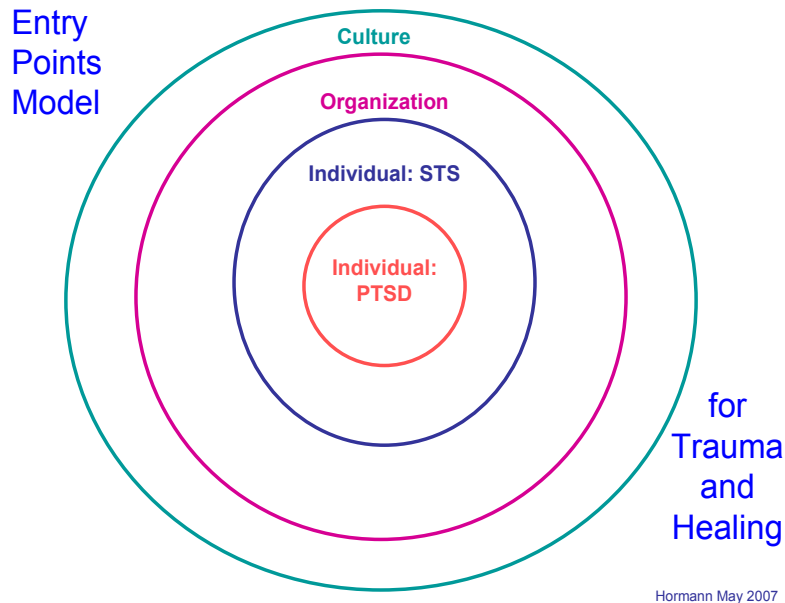 Entry
Points
Model
Culture
Organization
Individual: STS
Individual:
PTSD
for
Trauma
and
Healing
Hormann May 2007